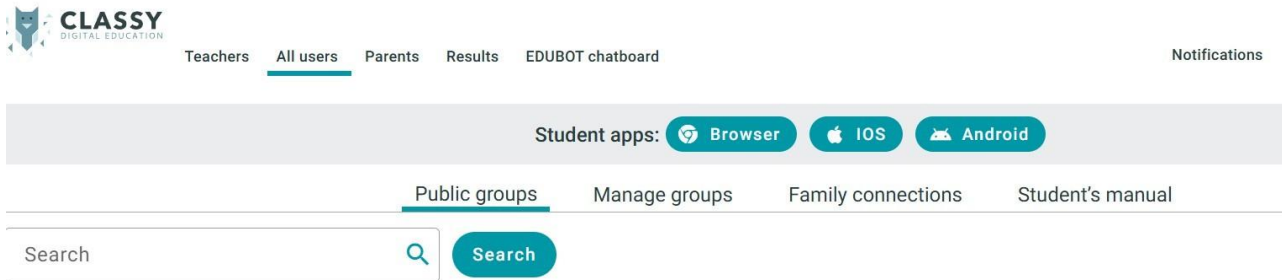 CLASSY
DIGITAL EDUCATION
Teachers All users Parents Results EDUBOT chatboard Notifications
Student apps: Browser IOS Android
Public groups Manage groups Family connections Student's manual
Search Search